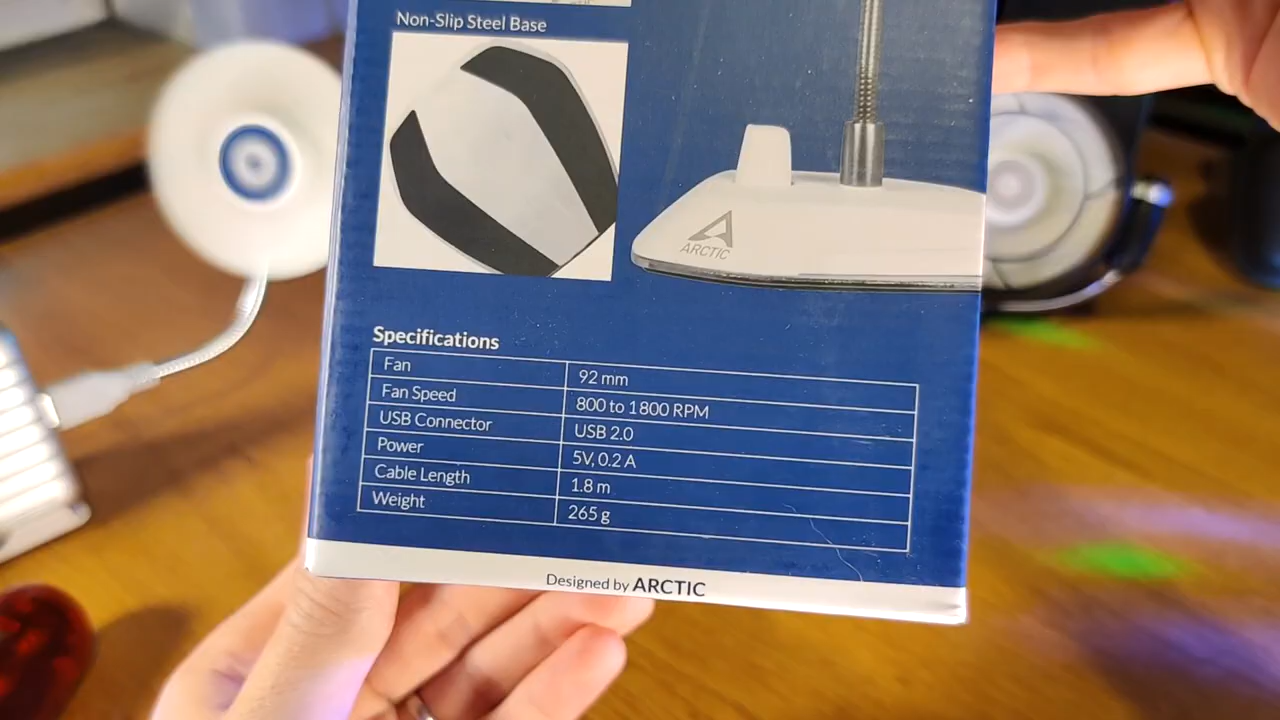 Non-Slip Steel Base
ARCTIC
Specifications
Fan 92 mm
Fan Speed 800 to 1800 RPM
USB Connector USB 2.0
Power 5V, 0.2 A
Cable Length 1.8 m
Weight 265 g
Designed by ARCTIC